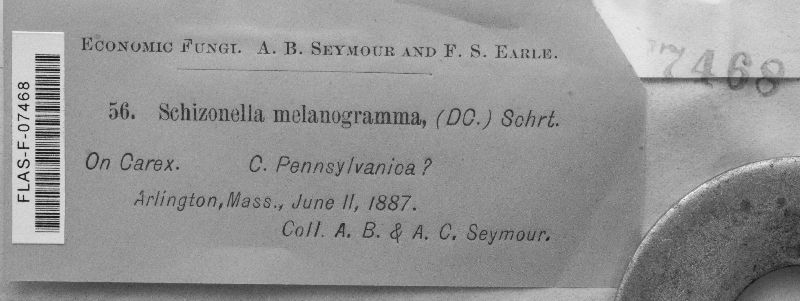 ECONOMIC FUNGI. A. B. SEYMOUR AND F. S. EARLE.
56. Schizonella melanogramma, (DC.) Schrt.
On Carex. C. Pennsylvanica?
Arlington, Mass., June 11, 1887.
Coll. A. B. & A. C. Seymour.
FLAS-F-07468
7468